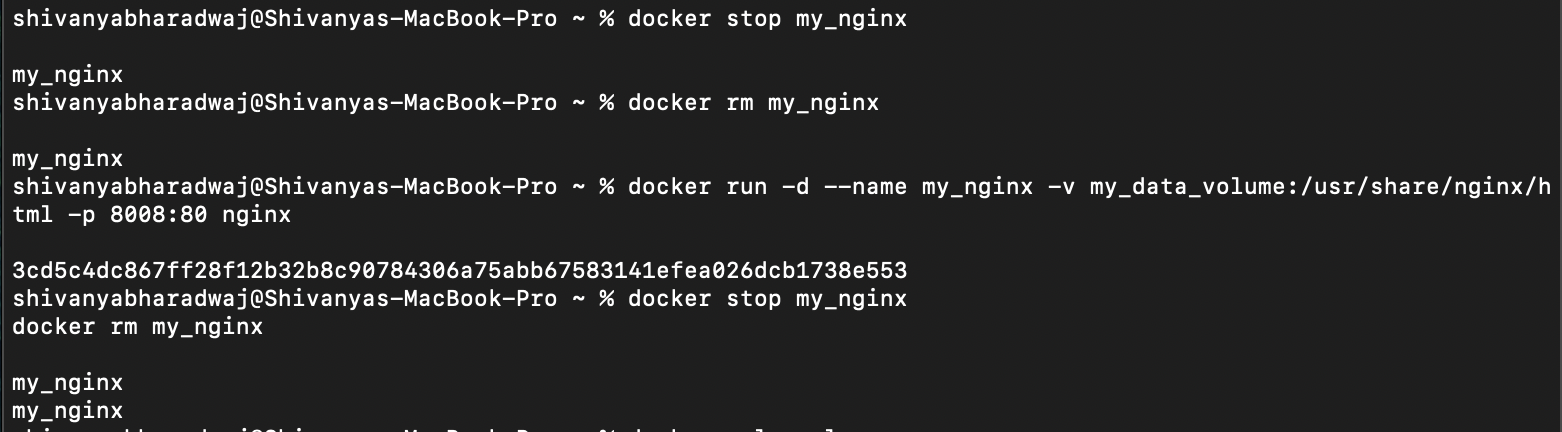 shivanyabharadwaj@Shivanyas-MacBook-Pro ~ % docker stop my_nginx
my_nginx
shivanyabharadwaj@Shivanyas-MacBook-Pro ~ % docker rm my_nginx
my_nginx
shivanyabharadwaj@Shivanyas-MacBook-Pro ~ % docker run -d --name my_nginx -v my_data_volume:/usr/share/nginx/h
tml -p 8008:80 nginx
3cd5c4dc867ff28f12b32b8c90784306a75abb67583141efea026dcb1738e553
shivanyabharadwaj@Shivanyas-MacBook-Pro ~ % docker stop my_nginx
docker rm my_nginx
my_nginx
my_nginx